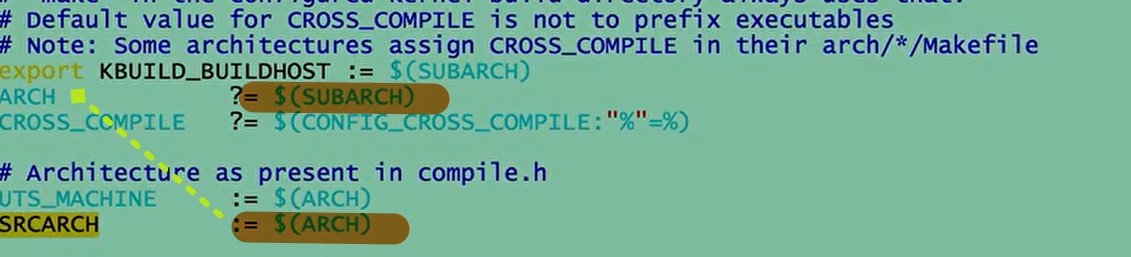 # Default value for CROSS_COMPILE is not to prefix executables
# Note: Some architectures assign CROSS_COMPILE in their arch/*/Makefile
export KBUILD_BUILDHOST := $(SUBARCH)
ARCH ?= $(SUBARCH)
CROSS_COMPILE ?= $(CONFIG_CROSS_COMPILE:"%"=%)
# Architecture as present in compile.h
UTS_MACHINE := $(ARCH)
SRCARCH := $(ARCH)